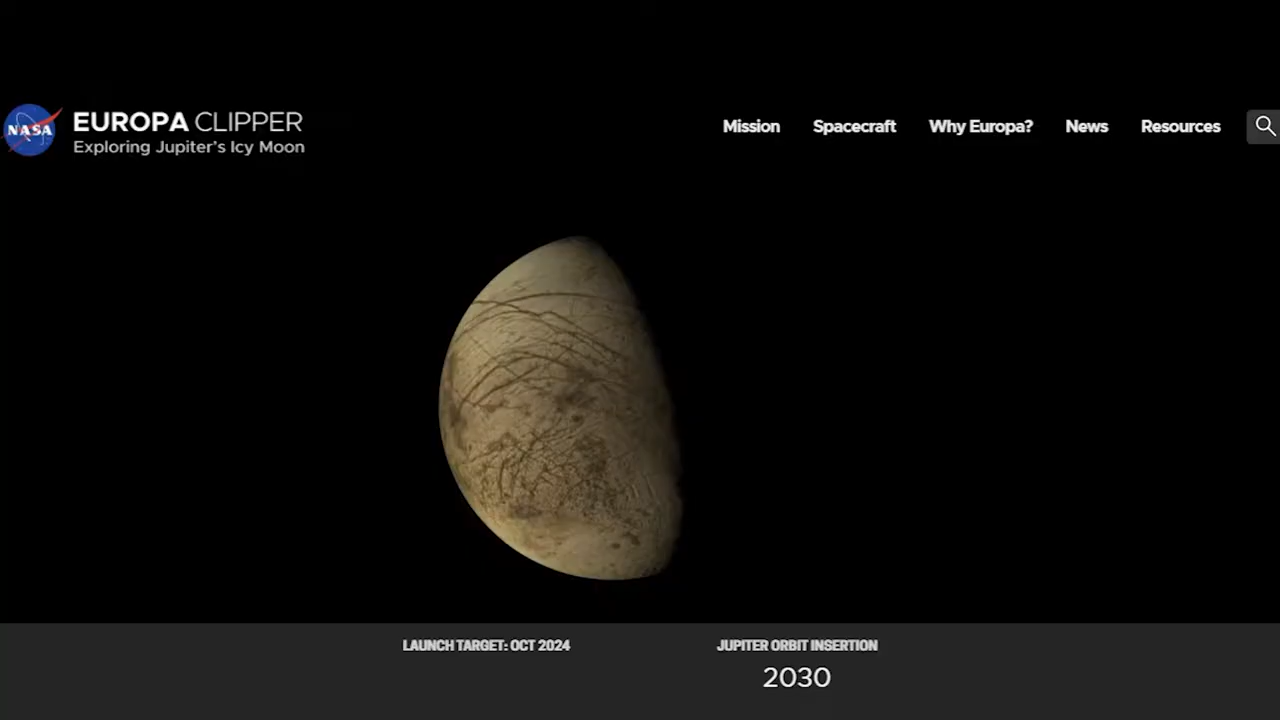 NASA
EUROPA CLIPPER
Exploring Jupiter's Icy Moon
Mission Spacecraft Why Europa? News Resources
LAUNCH TARGET: OCT 2024
JUPITER ORBIT INSERTION
2030